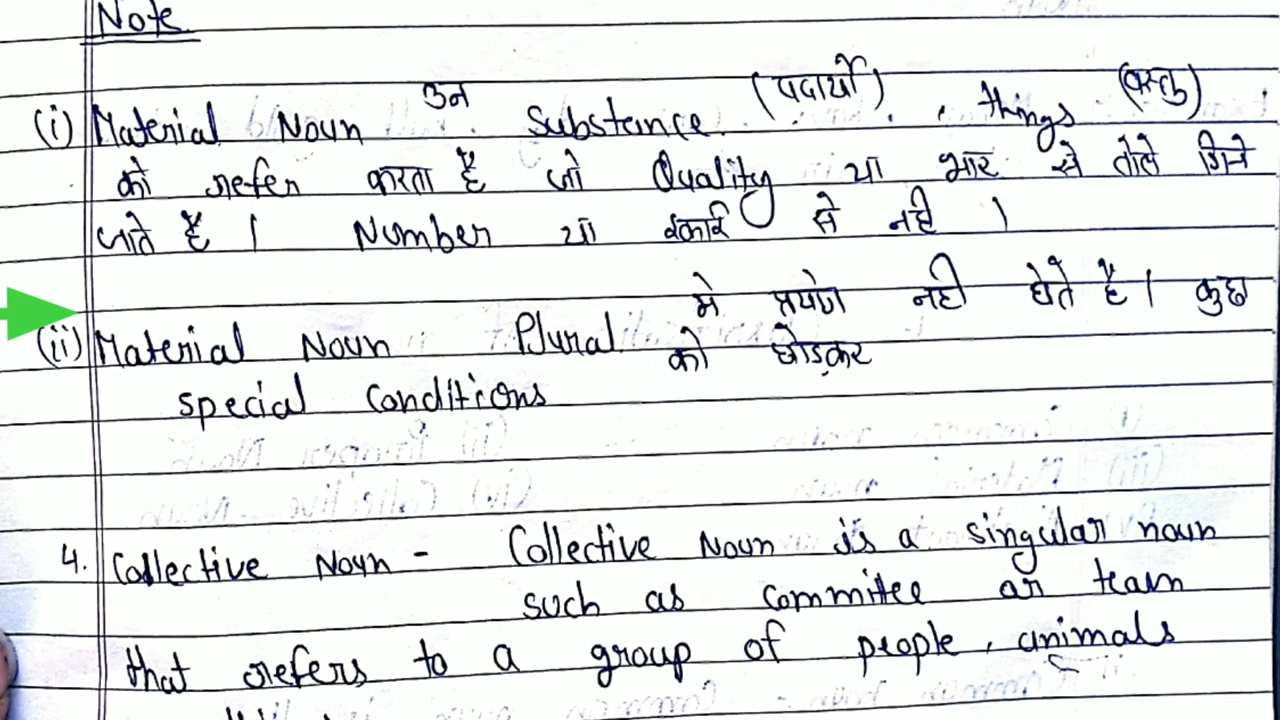 Note
(i) Material Noun उन Substance (पदार्थो), things (वस्तु)
को refer करता है जो Quality या भार से तोले गिने
जाते है । Number या इकाई से नही ।
में प्रयोग नही होते है । कुछ
(ii) Material Noun Plural को छोड़कर
special Conditions
4. Collective Noun - Collective Noun is a singular noun
such as committee or team
that refers to a group of people, animals